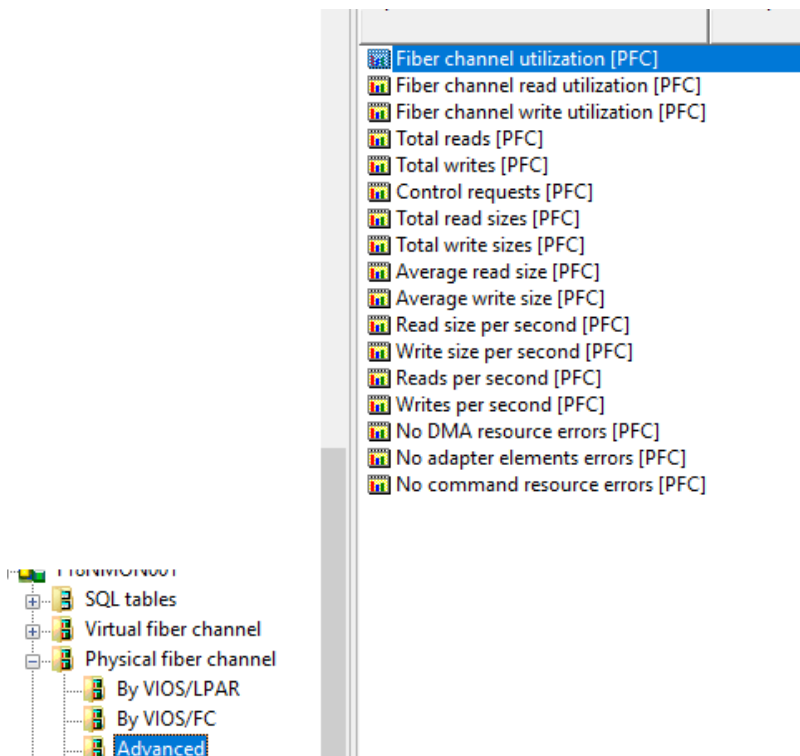 Fiber channel utilization [PFC]
Fiber channel read utilization [PFC]
Fiber channel write utilization [PFC]
Total reads [PFC]
Total writes [PFC]
Control requests [PFC]
Total read sizes [PFC]
Total write sizes [PFC]
Average read size [PFC]
Average write size [PFC]
Read size per second [PFC]
Write size per second [PFC]
Reads per second [PFC]
Writes per second [PFC]
No DMA resource errors [PFC]
No adapter elements errors [PFC]
No command resource errors [PFC]
SQL tables
Virtual fiber channel
Physical fiber channel
By VIOS/LPAR
By VIOS/FC
Advanced